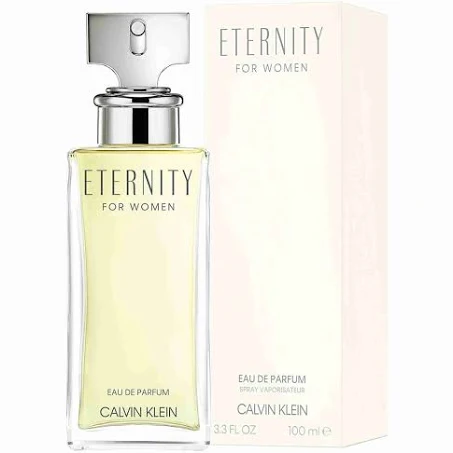 ETERNITY
FOR WOMEN
EAU DE PARFUM
CALVIN KLEIN
ETERNITY
FOR WOMEN
EAU DE PARFUM
SPRAY VAPORISATEUR
CALVIN KLEIN
3.3 FL OZ 100 ml e